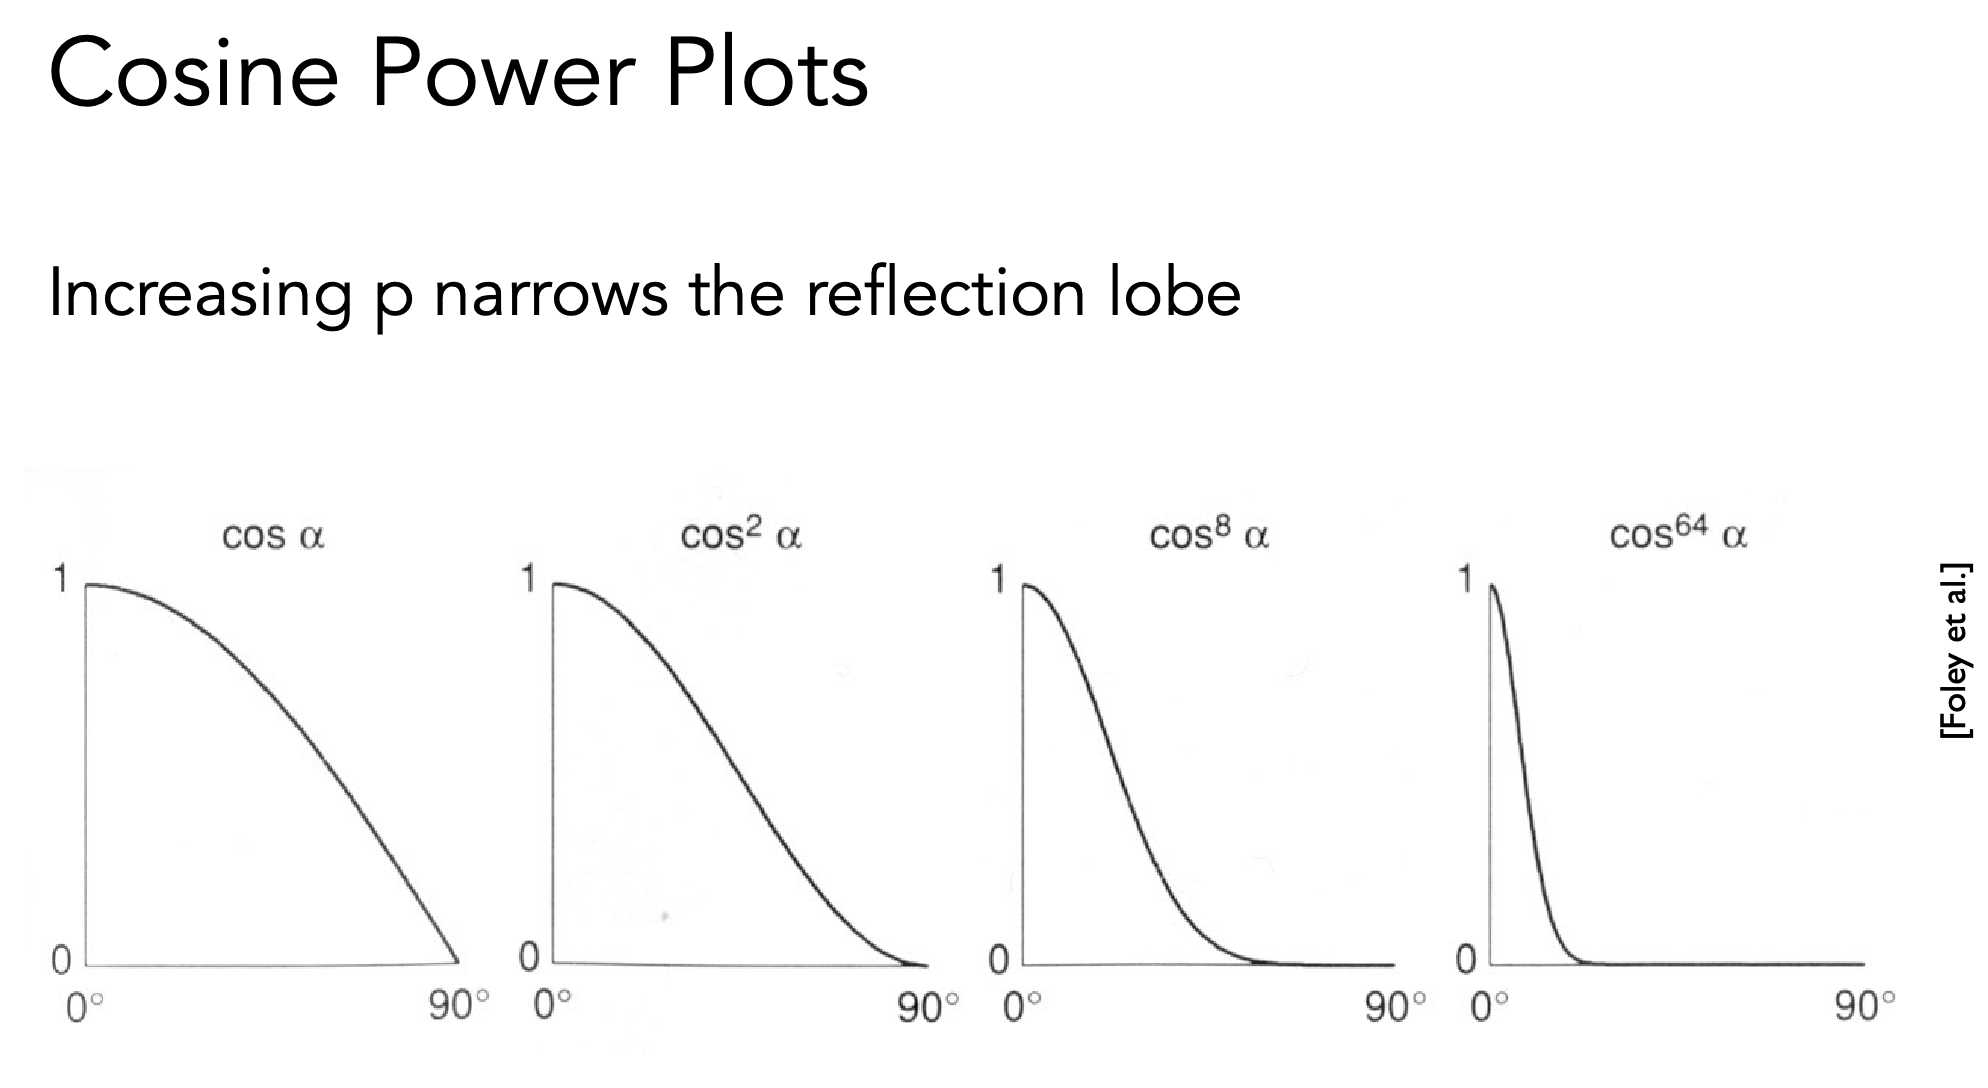 Cosine Power Plots
Increasing p narrows the reflection lobe
cos α
cos² α
cos⁸ α
cos⁶⁴ α
1
1
1
1
[Foley et al.]
0
0
0
0
0°
90°
0°
90°
0°
90°
0°
90°